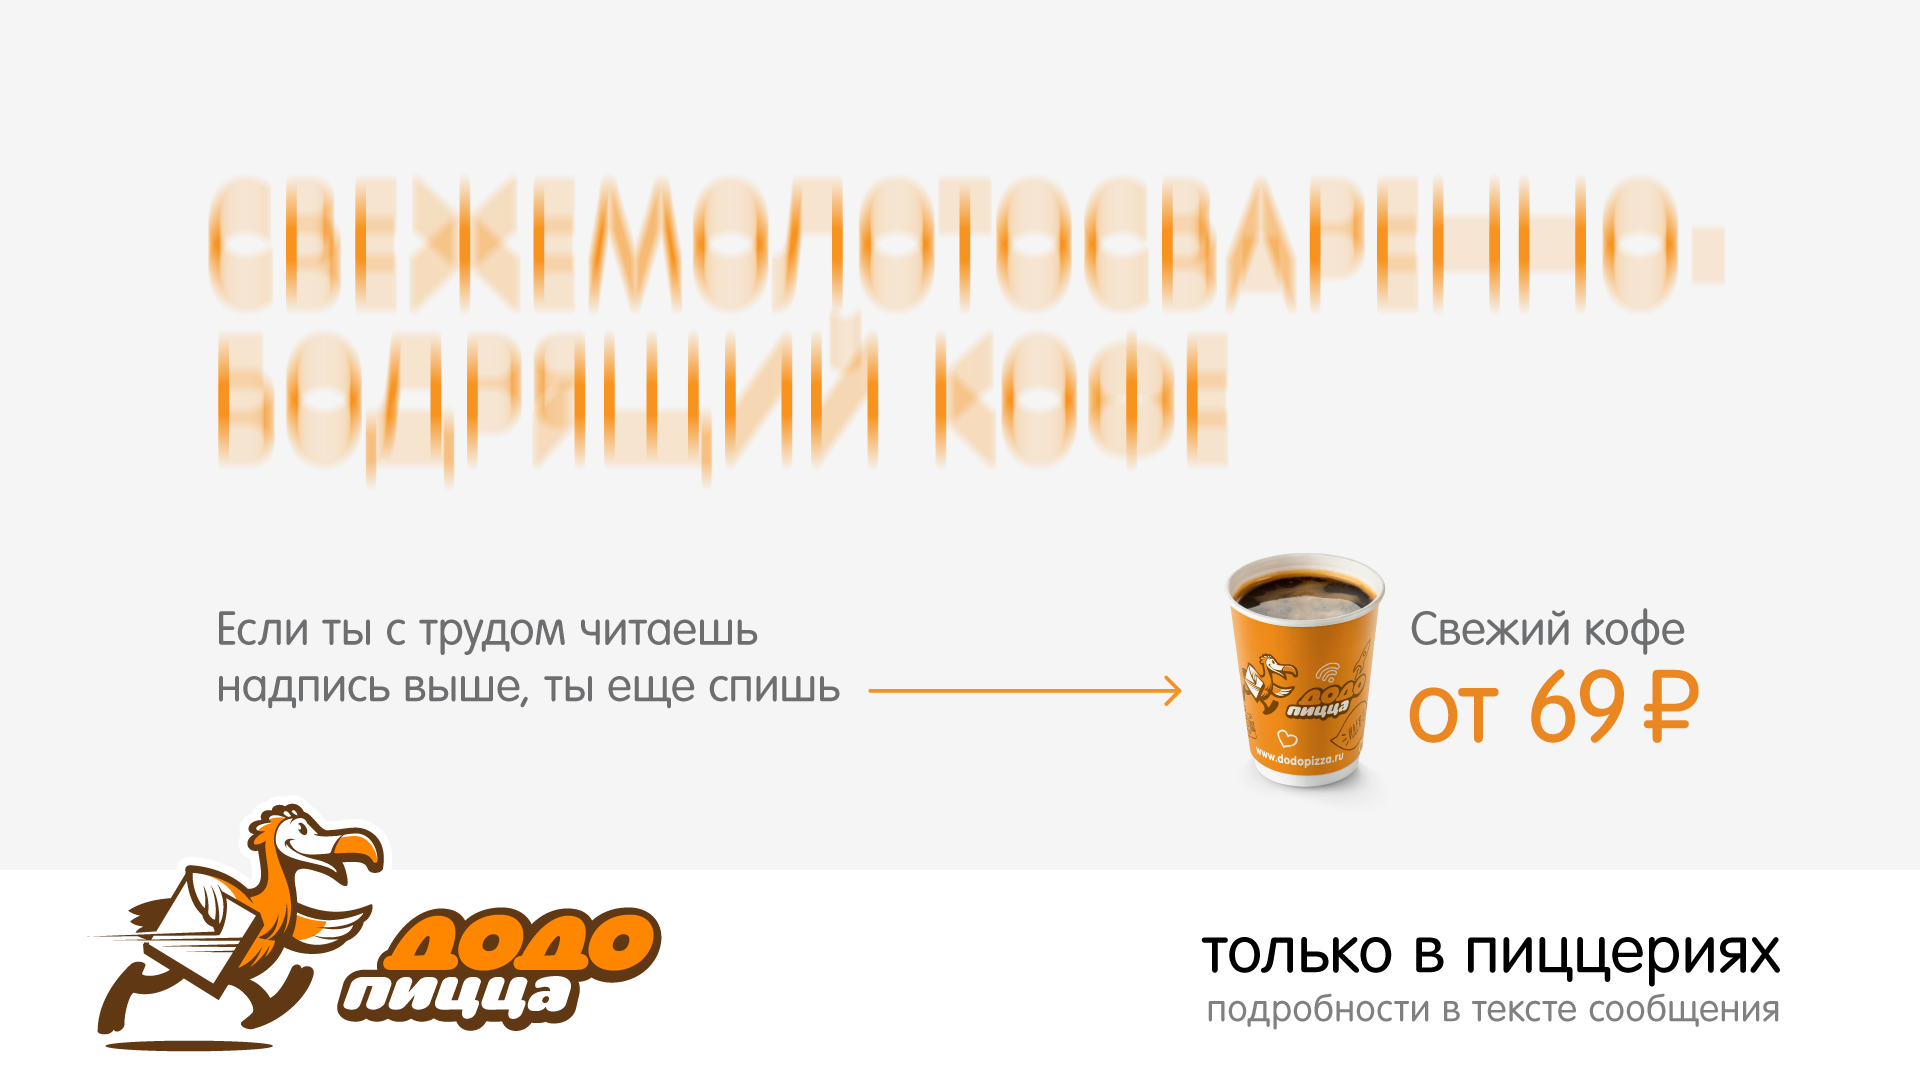 СВЕЖЕМОЛОТОСВАРЕННО-
БОДРЯЩИЙ КОФЕ
Если ты с трудом читаешь
надпись выше, ты еще спишь
Свежий кофе
от 69 ₽
додо
пицца
www.dodopizza.ru
додо
пицца
только в пиццериях
подробности в тексте сообщения